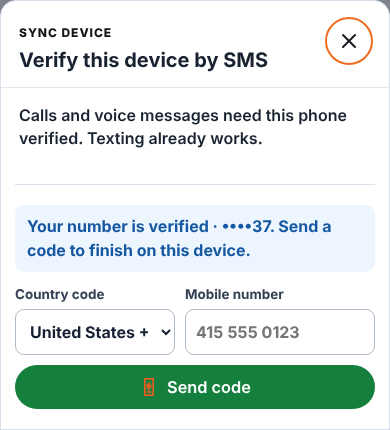 SYNC DEVICE
Verify this device by SMS
Calls and voice messages need this phone
verified. Texting already works.
Your number is verified · ••••37. Send a
code to finish on this device.
Country code
Mobile number
United States +
415 555 0123
Send code